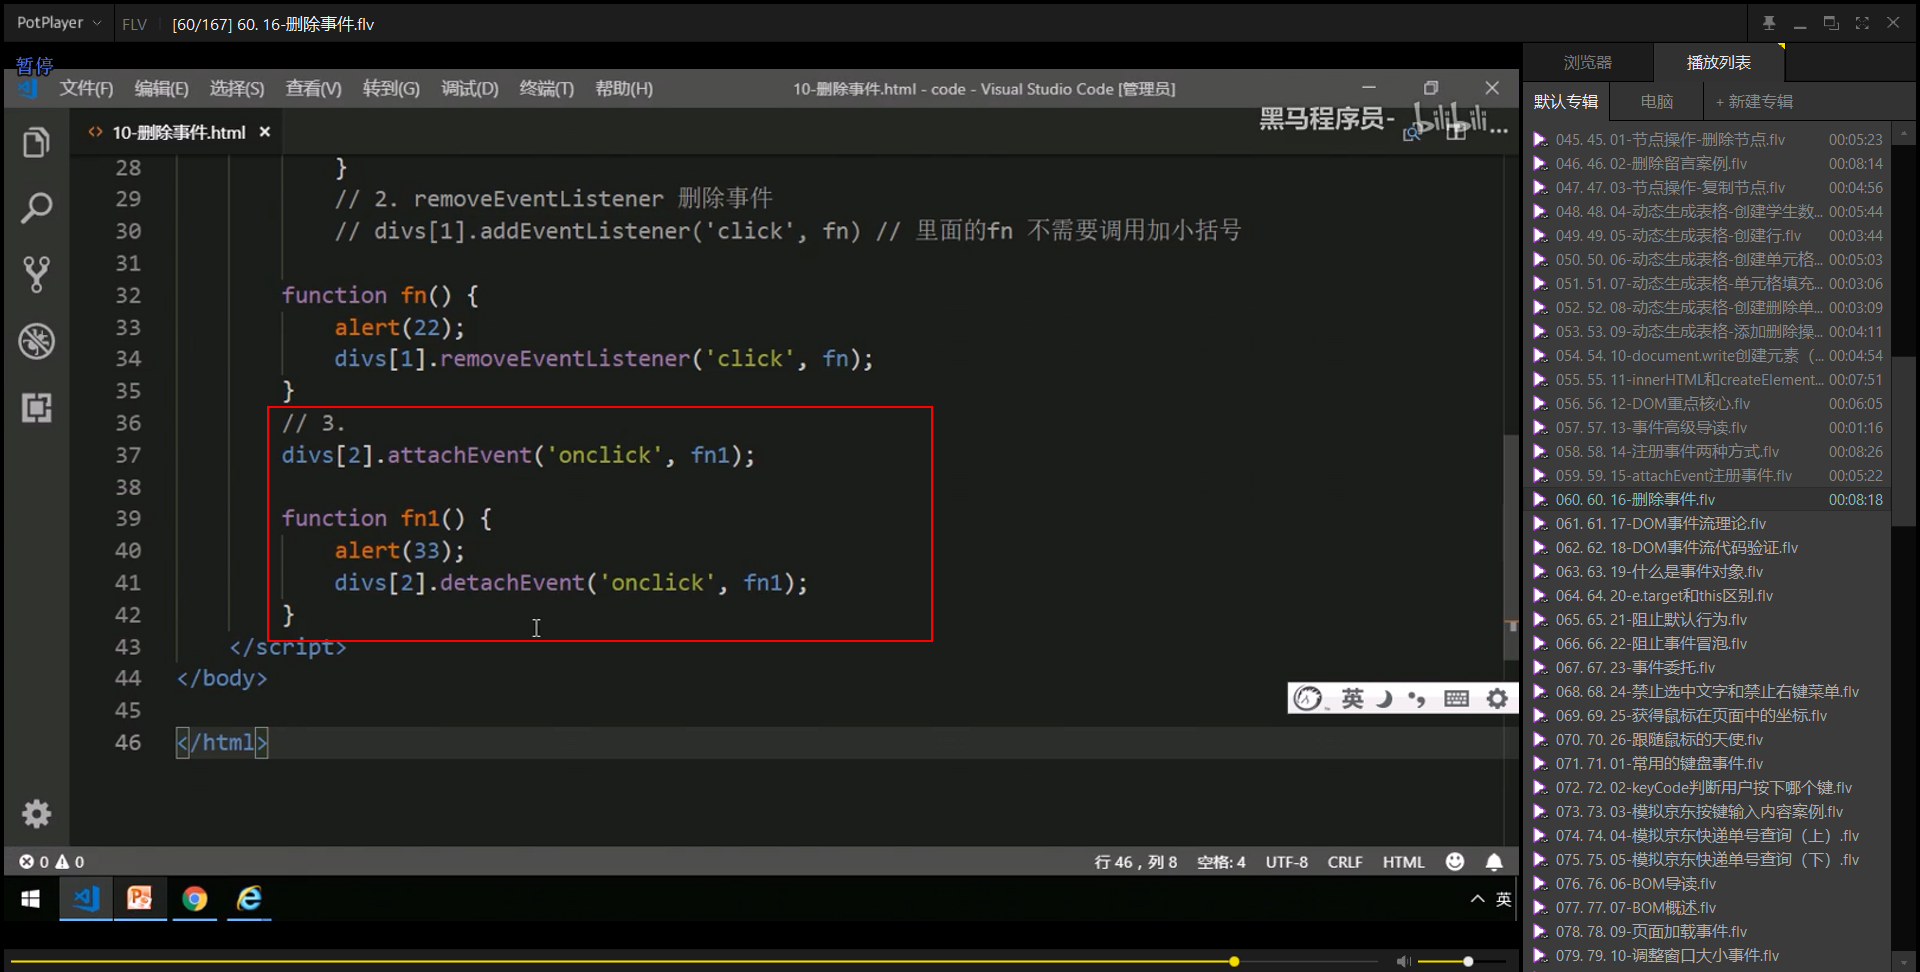 PotPlayer
FLV
[60/167] 60. 16-删除事件.flv
暂停
文件(F) 编辑(E) 选择(S) 查看(V) 转到(G) 调试(D) 终端(T) 帮助(H)
10-删除事件.html - code - Visual Studio Code [管理员]
<> 10-删除事件.html ×
黑马程序员-
bilibili
28 }
29 // 2. removeEventListener 删除事件
30 // divs[1].addEventListener('click', fn) // 里面的fn 不需要调用加小括号
31
32 function fn() {
33 alert(22);
34 divs[1].removeEventListener('click', fn);
35 }
36 // 3.
37 divs[2].attachEvent('onclick', fn1);
38
39 function fn1() {
40 alert(33);
41 divs[2].detachEvent('onclick', fn1);
42 }
43 </script>
44 </body>
45
46 </html>
英
0 0
行 46，列 8 空格: 4 UTF-8 CRLF HTML
英
浏览器 播放列表
默认专辑 电脑 + 新建专辑
045. 45. 01-节点操作-删除节点.flv 00:05:23
046. 46. 02-删除留言案例.flv 00:08:14
047. 47. 03-节点操作-复制节点.flv 00:04:56
048. 48. 04-动态生成表格-创建学生数... 00:05:44
049. 49. 05-动态生成表格-创建行.flv 00:03:44
050. 50. 06-动态生成表格-创建单元格... 00:05:03
051. 51. 07-动态生成表格-单元格填充... 00:03:06
052. 52. 08-动态生成表格-创建删除单... 00:03:09
053. 53. 09-动态生成表格-添加删除操... 00:04:11
054. 54. 10-document.write创建元素（... 00:04:54
055. 55. 11-innerHTML和createElement... 00:07:51
056. 56. 12-DOM重点核心.flv 00:06:05
057. 57. 13-事件高级导读.flv 00:01:16
058. 58. 14-注册事件两种方式.flv 00:08:26
059. 59. 15-attachEvent注册事件.flv 00:05:22
060. 60. 16-删除事件.flv 00:08:18
061. 61. 17-DOM事件流理论.flv
062. 62. 18-DOM事件流代码验证.flv
063. 63. 19-什么是事件对象.flv
064. 64. 20-e.target和this区别.flv
065. 65. 21-阻止默认行为.flv
066. 66. 22-阻止事件冒泡.flv
067. 67. 23-事件委托.flv
068. 68. 24-禁止选中文字和禁止右键菜单.flv
069. 69. 25-获得鼠标在页面中的坐标.flv
070. 70. 26-跟随鼠标的天使.flv
071. 71. 01-常用的键盘事件.flv
072. 72. 02-keyCode判断用户按下哪个键.flv
073. 73. 03-模拟京东按键输入内容案例.flv
074. 74. 04-模拟京东快递单号查询（上）.flv
075. 75. 05-模拟京东快递单号查询（下）.flv
076. 76. 06-BOM导读.flv
077. 77. 07-BOM概述.flv
078. 78. 09-页面加载事件.flv
079. 79. 10-调整窗口大小事件.flv